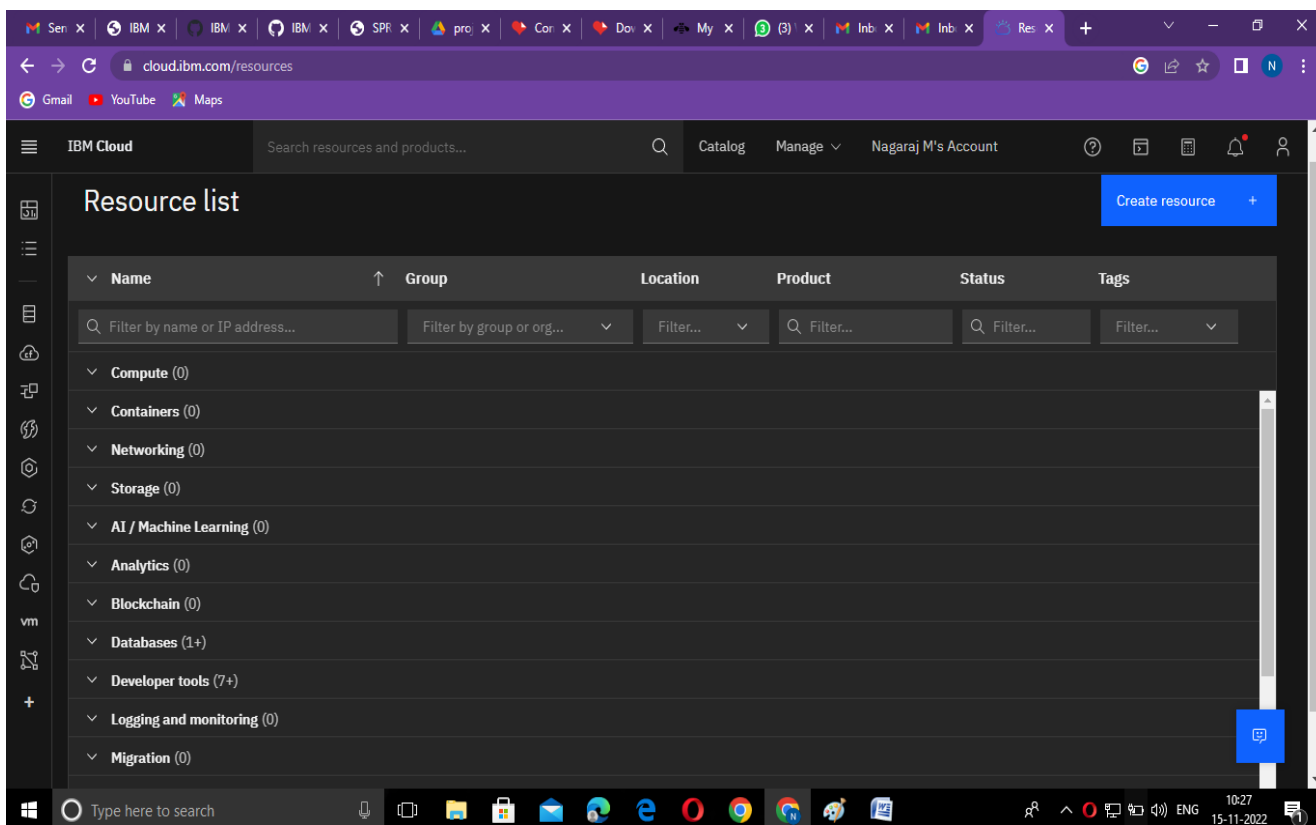 Sen IBM IBM IBM SPR proj Con Dov My (3) Inb Inb Res
cloud.ibm.com/resources N
Gmail YouTube Maps
IBM Cloud Search resources and products... Catalog Manage Nagaraj M's Account
Resource list Create resource +
Name Group Location Product Status Tags
Filter by name or IP address... Filter by group or org... Filter... Filter... Filter... Filter...
Compute (0)
Containers (0)
Networking (0)
Storage (0)
AI / Machine Learning (0)
Analytics (0)
Blockchain (0)
vm
Databases (1+)
Developer tools (7+)
Logging and monitoring (0)
Migration (0)
Type here to search ENG 10:27
15-11-2022